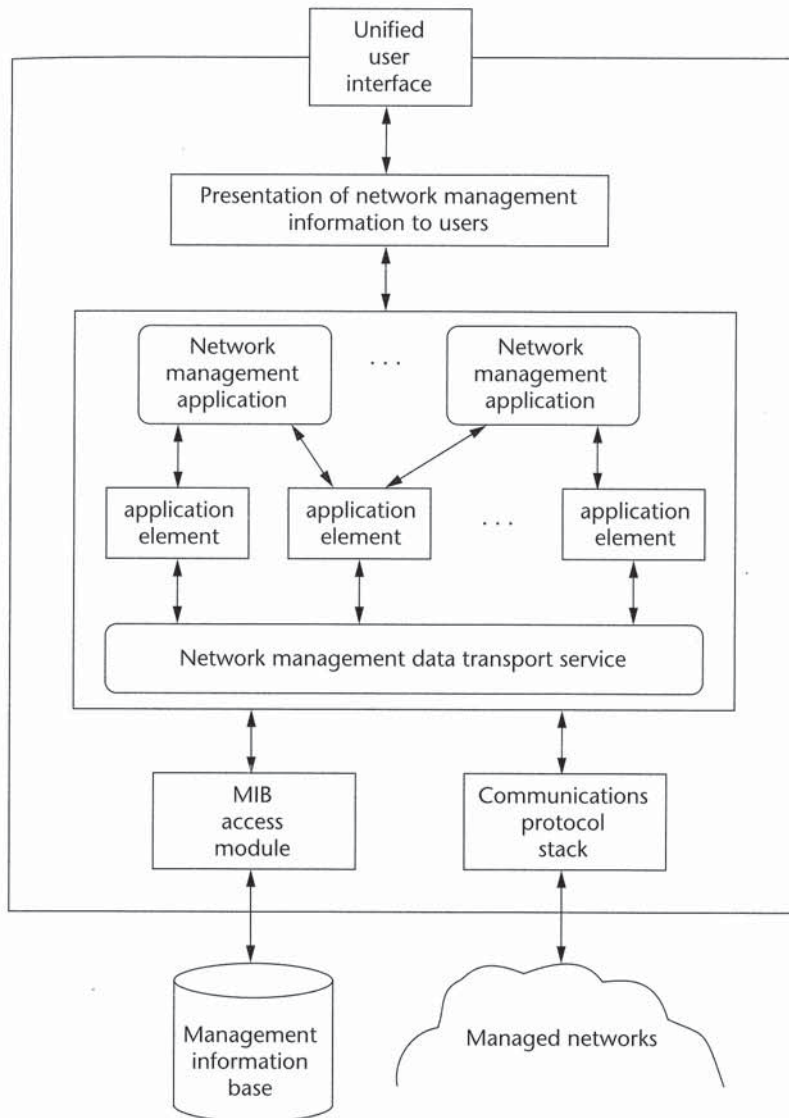 Unified
user
interface
Presentation of network management
information to users
Network
management
application
. . .
Network
management
application
application
element
application
element
. . .
application
element
Network management data transport service
MIB
access
module
Communications
protocol
stack
Management
information
base
Managed networks